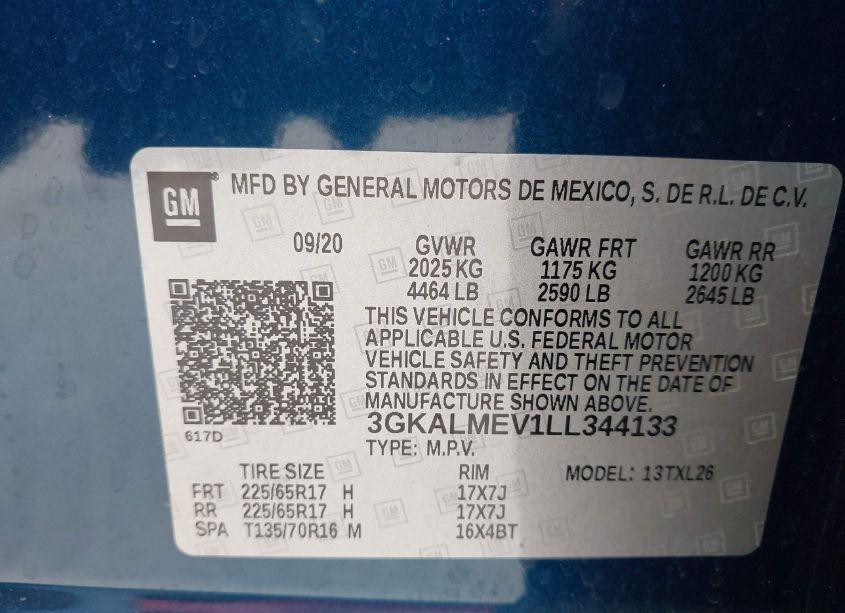 GM® MFD BY GENERAL MOTORS DE MEXICO, S. DE R.L. DE C.V.
09/20 GVWR GAWR FRT GAWR RR
2025 KG 1175 KG 1200 KG
4464 LB 2590 LB 2645 LB
THIS VEHICLE CONFORMS TO ALL
APPLICABLE U.S. FEDERAL MOTOR
VEHICLE SAFETY AND THEFT PREVENTION
STANDARDS IN EFFECT ON THE DATE OF
MANUFACTURE SHOWN ABOVE.
3GKALMEV1LL344133
617D
TYPE: M.P.V.
TIRE SIZE RIM MODEL: 13TXL26
FRT 225/65R17 H 17X7J
RR 225/65R17 H 17X7J
SPA T135/70R16 M 16X4BT